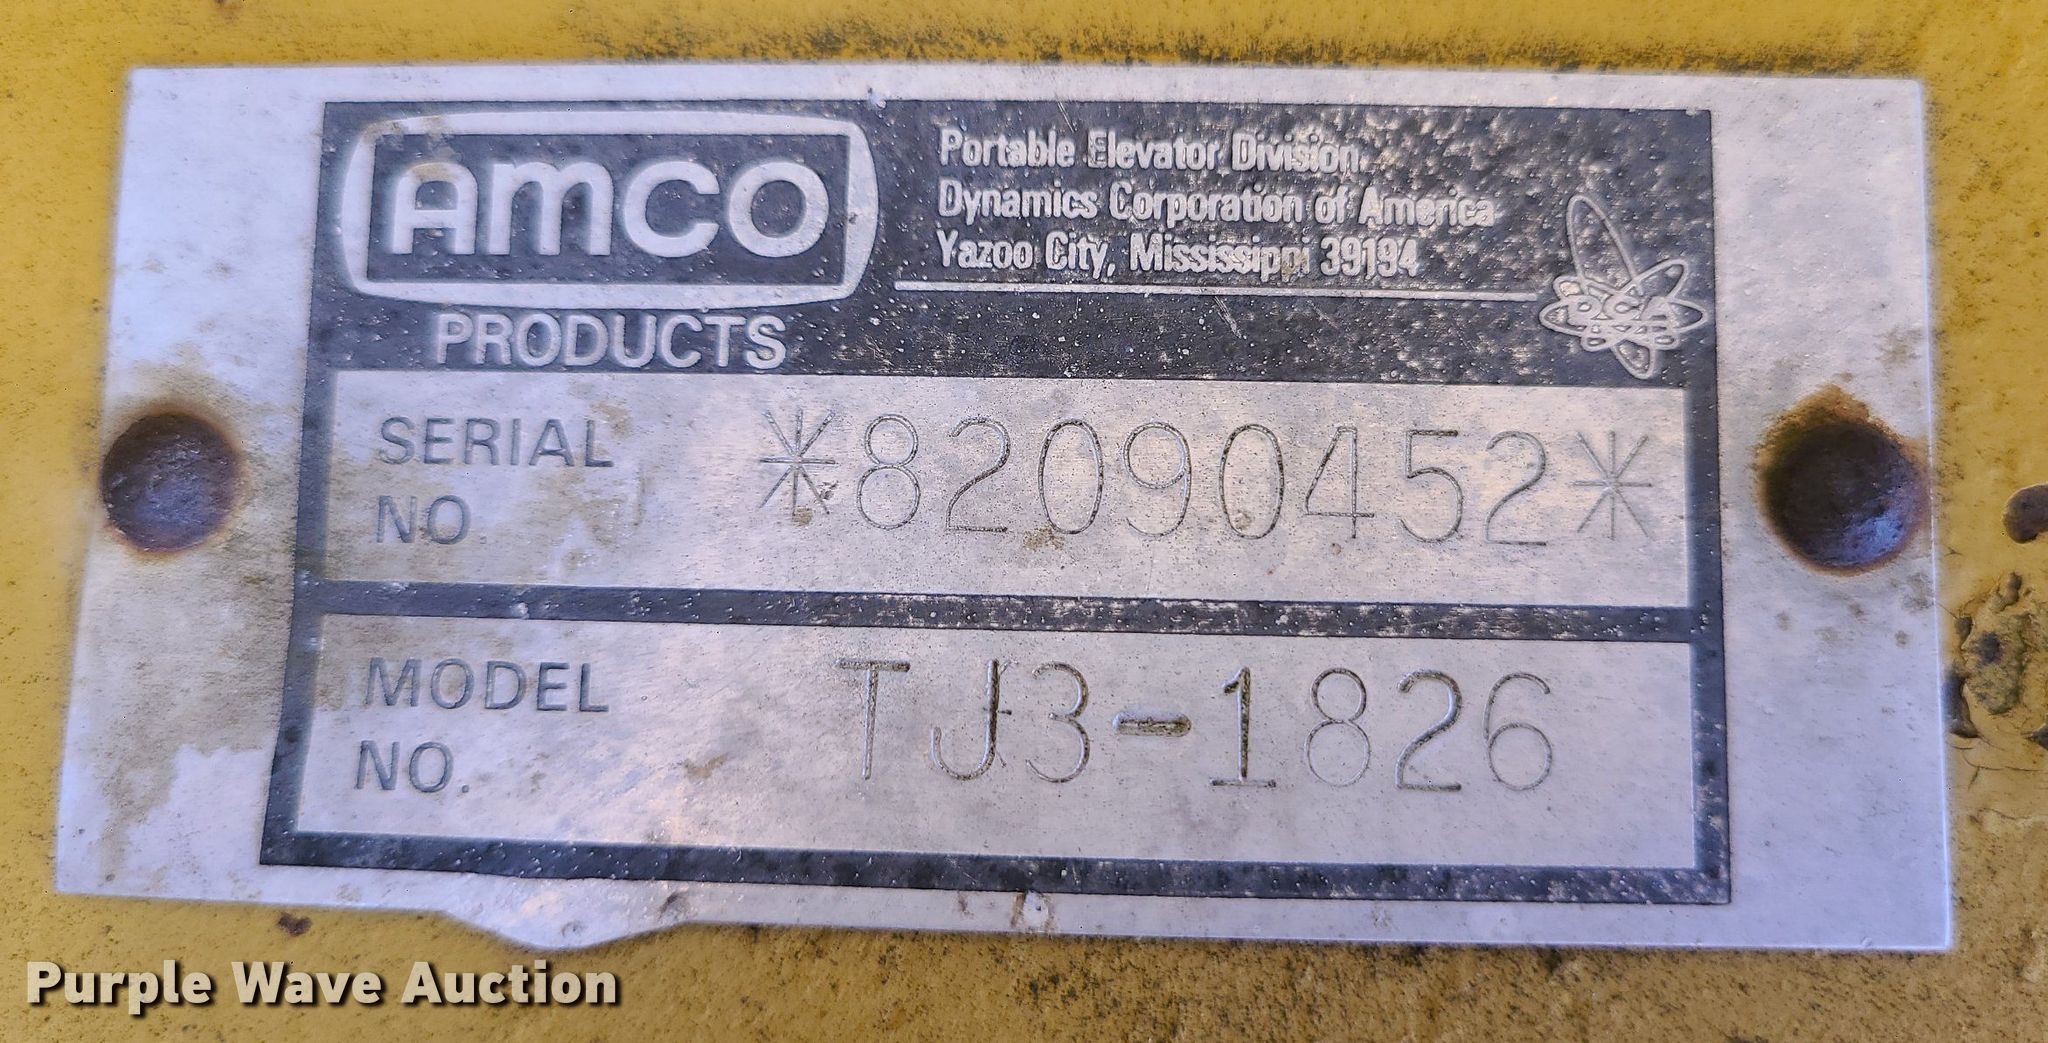 AMCO
PRODUCTS
Portable Elevator Division
Dynamics Corporation of America
Yazoo City, Mississippi 39194
DCA
SERIAL NO *82090452*
MODEL NO. TJ3-1826
Purple Wave Auction